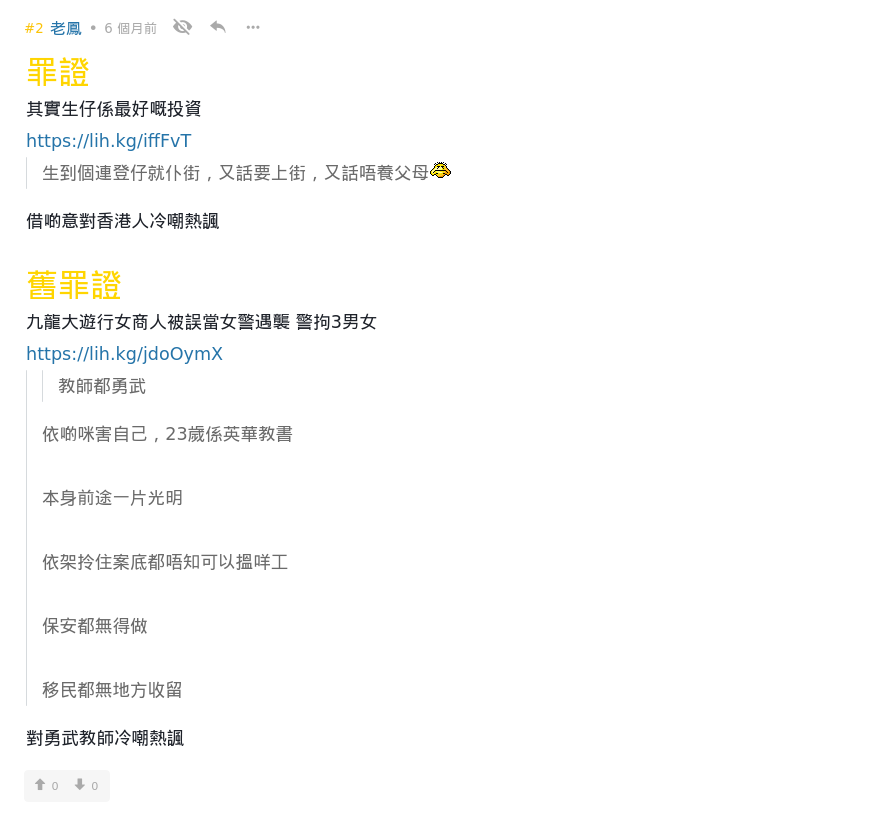 #2 老鳳 • 6 個月前
罪證
其實生仔係最好嘅投資
https://lih.kg/iffFvT
生到個連登仔就仆街，又話要上街，又話唔養父母
借啲意對香港人冷嘲熱諷
舊罪證
九龍大遊行女商人被誤當女警遇襲 警拘3男女
https://lih.kg/jdoOymX
教師都勇武
依啲咪害自己，23歲係英華教書
本身前途一片光明
依架拎住案底都唔知可以搵咩工
保安都無得做
移民都無地方收留
對勇武教師冷嘲熱諷
0 0